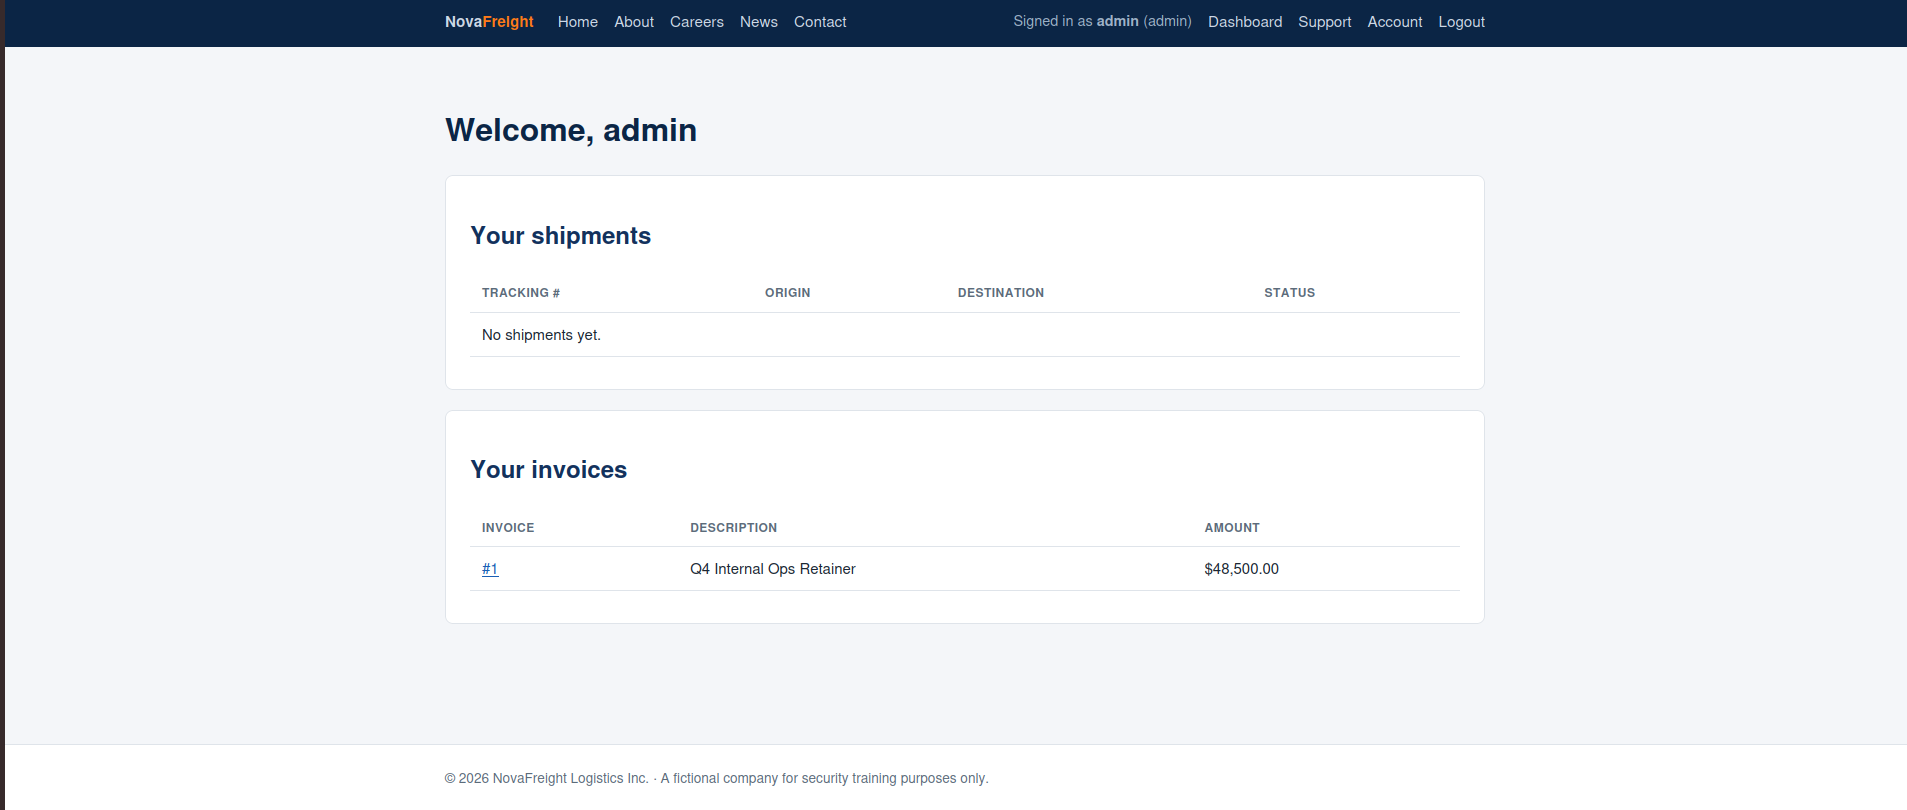 NovaFreight Home About Careers News Contact Signed in as admin (admin) Dashboard Support Account Logout
Welcome, admin
Your shipments
TRACKING # ORIGIN DESTINATION STATUS
No shipments yet.
Your invoices
INVOICE DESCRIPTION AMOUNT
#1 Q4 Internal Ops Retainer $48,500.00
© 2026 NovaFreight Logistics Inc. · A fictional company for security training purposes only.